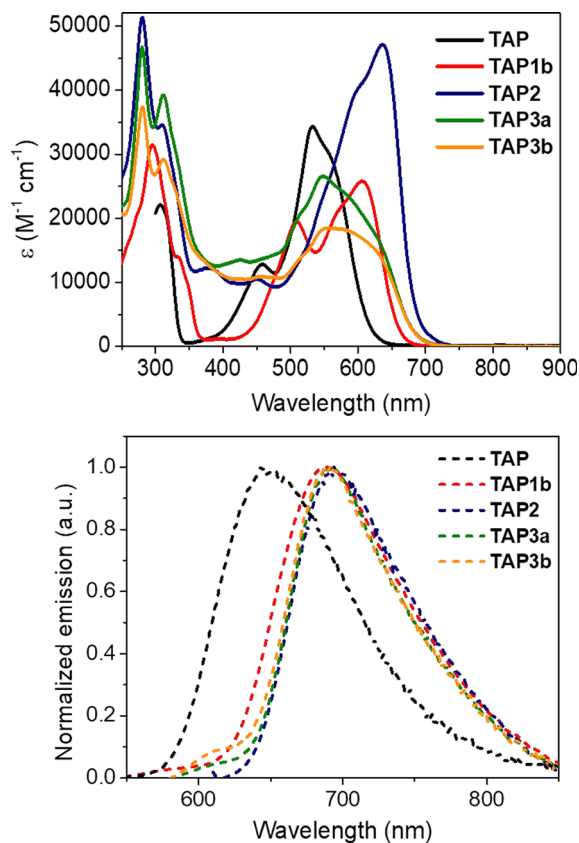 ε (M⁻¹ cm⁻¹)
50000
40000
30000
20000
10000
0
TAP
TAP1b
TAP2
TAP3a
TAP3b
300 400 500 600 700 800 900
Wavelength (nm)
Normalized emission (a.u.)
1.0
0.8
0.6
0.4
0.2
0.0
TAP
TAP1b
TAP2
TAP3a
TAP3b
600 700 800
Wavelength (nm)